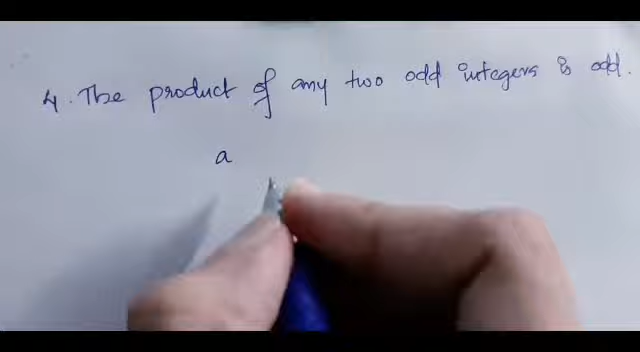 4. The product of any two odd integers is odd.
a